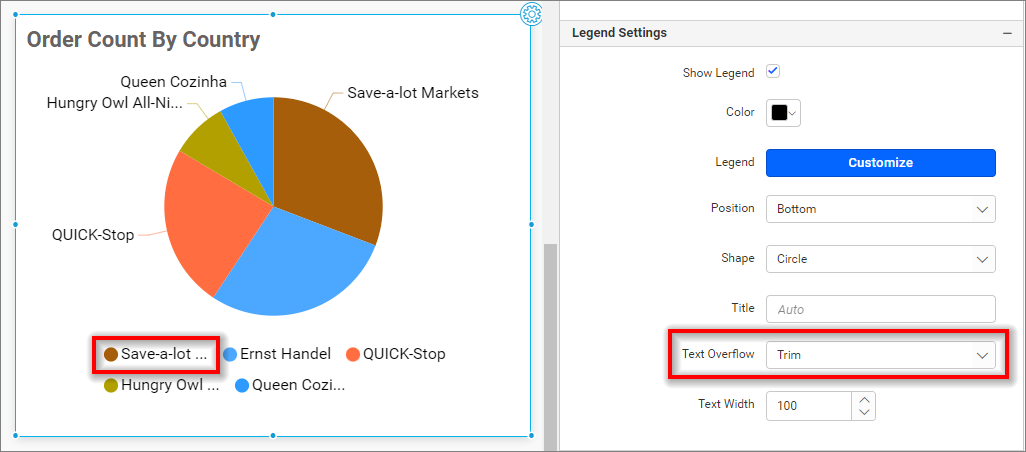 Order Count By Country
Queen Cozinha
Hungry Owl All-Ni...
Save-a-lot Markets
QUICK-Stop
Save-a-lot ...
Ernst Handel
QUICK-Stop
Hungry Owl ...
Queen Cozi...
Legend Settings
Show Legend
Color
Legend
Customize
Position
Bottom
Shape
Circle
Title
Auto
Text Overflow
Trim
Text Width
100